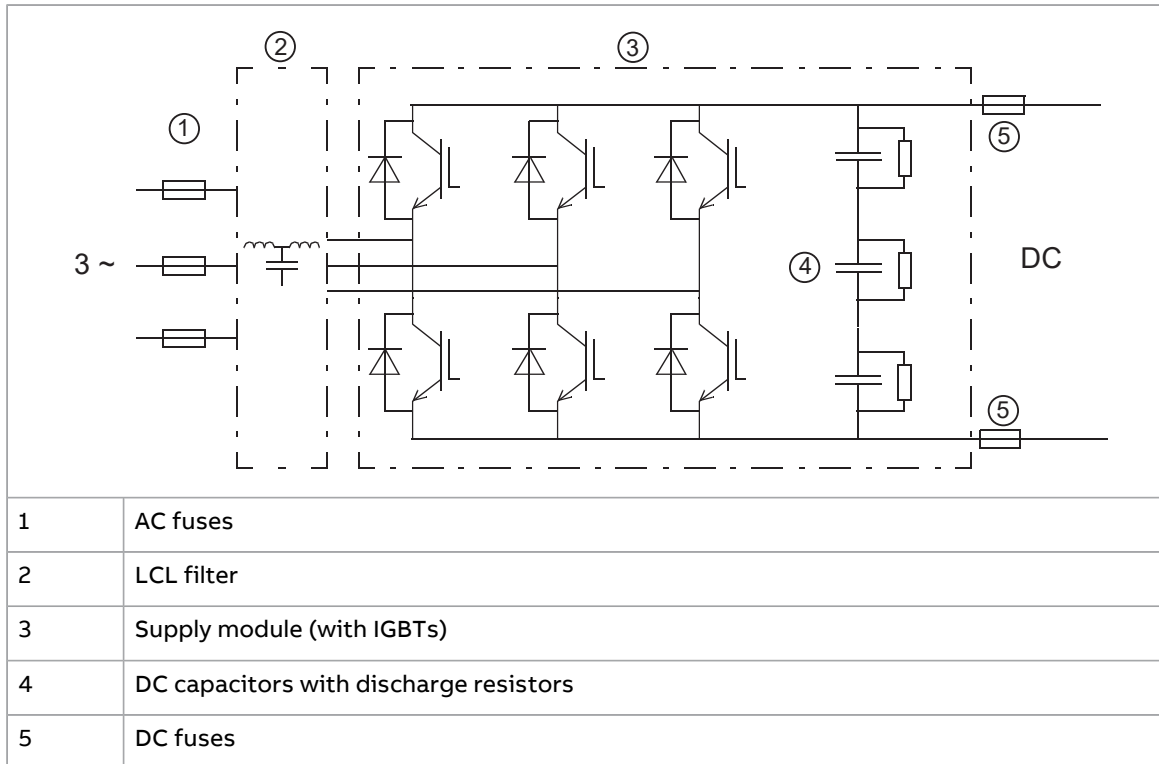 ②
③
①
⑤
3 ~
④
DC
⑤
1 AC fuses
2 LCL filter
3 Supply module (with IGBTs)
4 DC capacitors with discharge resistors
5 DC fuses